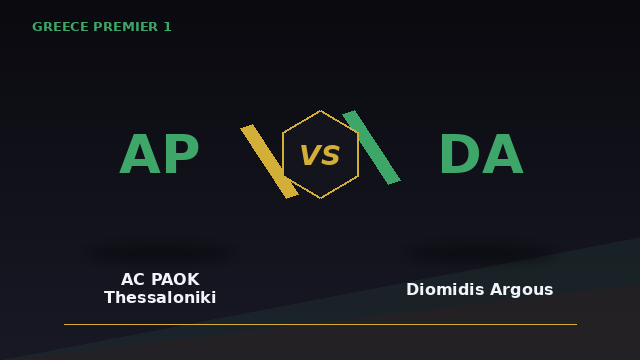 GREECE PREMIER 1
AP
VS
DA
AC PAOK
Thessaloniki
Diomidis Argous